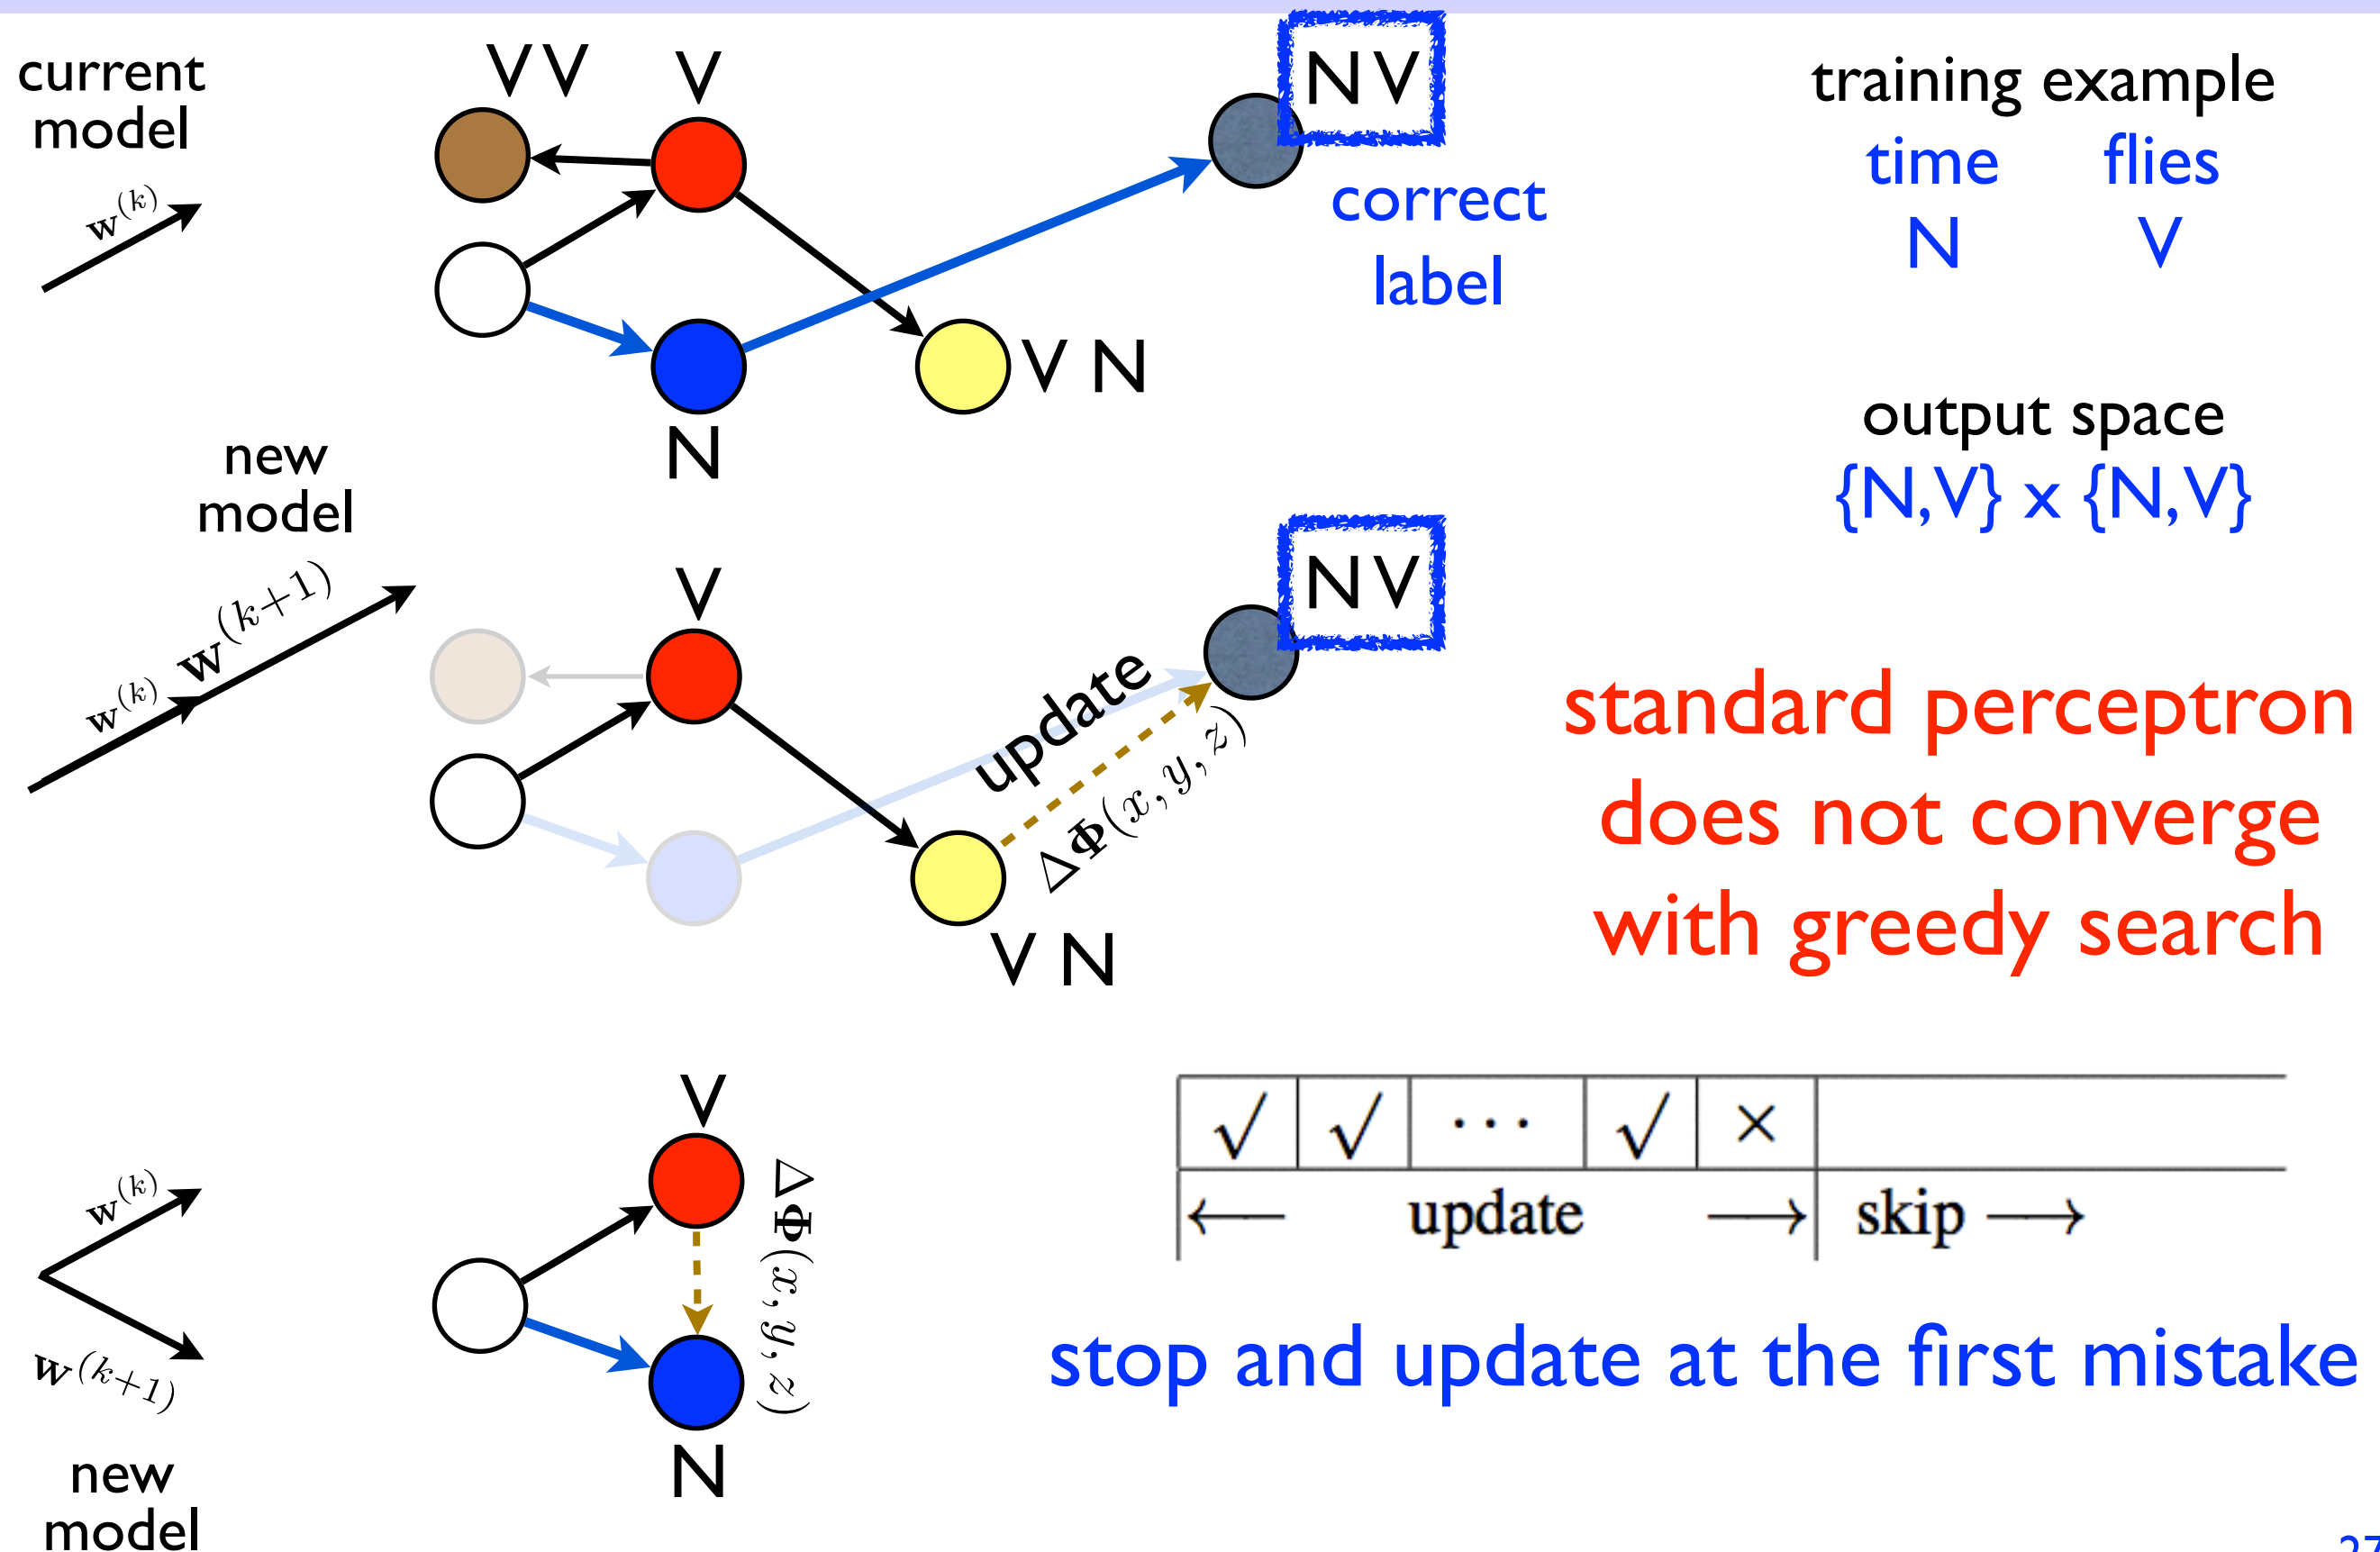 current
model
w^(k)
V V
V
N V
correct
label
V N
N
training example
time flies
N V
output space
{N,V} x {N,V}
new
model
w^(k+1)
w^(k)
V
N V
update
ΔΦ(x, y, z)
V N
standard perceptron
does not converge
with greedy search
w^(k)
w^(k+1)
new
model
V
ΔΦ(x, y, z)
N
√ √ ··· √ ×
← update → skip →
stop and update at the first mistake
27